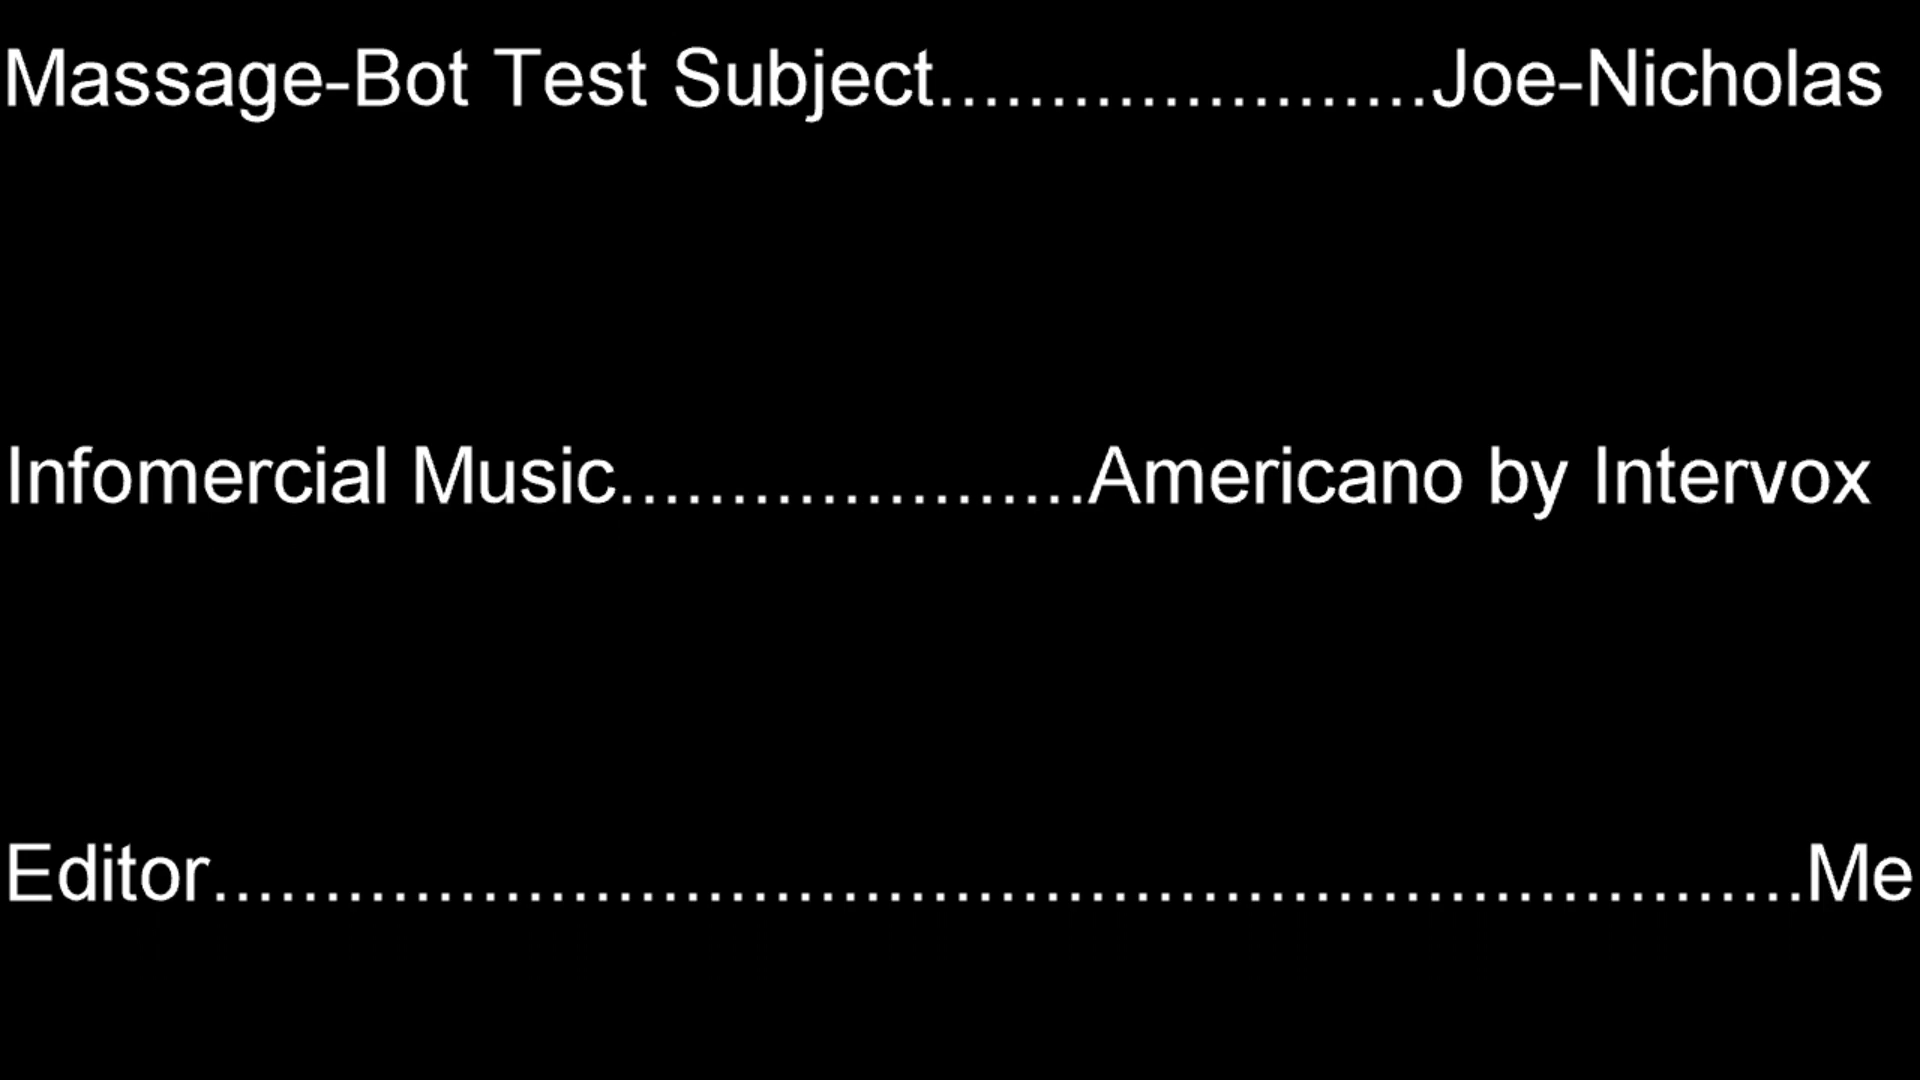 Massage-Bot Test Subject......................Joe-Nicholas
Infomercial Music.....................Americano by Intervox
Editor.......................................................................Me